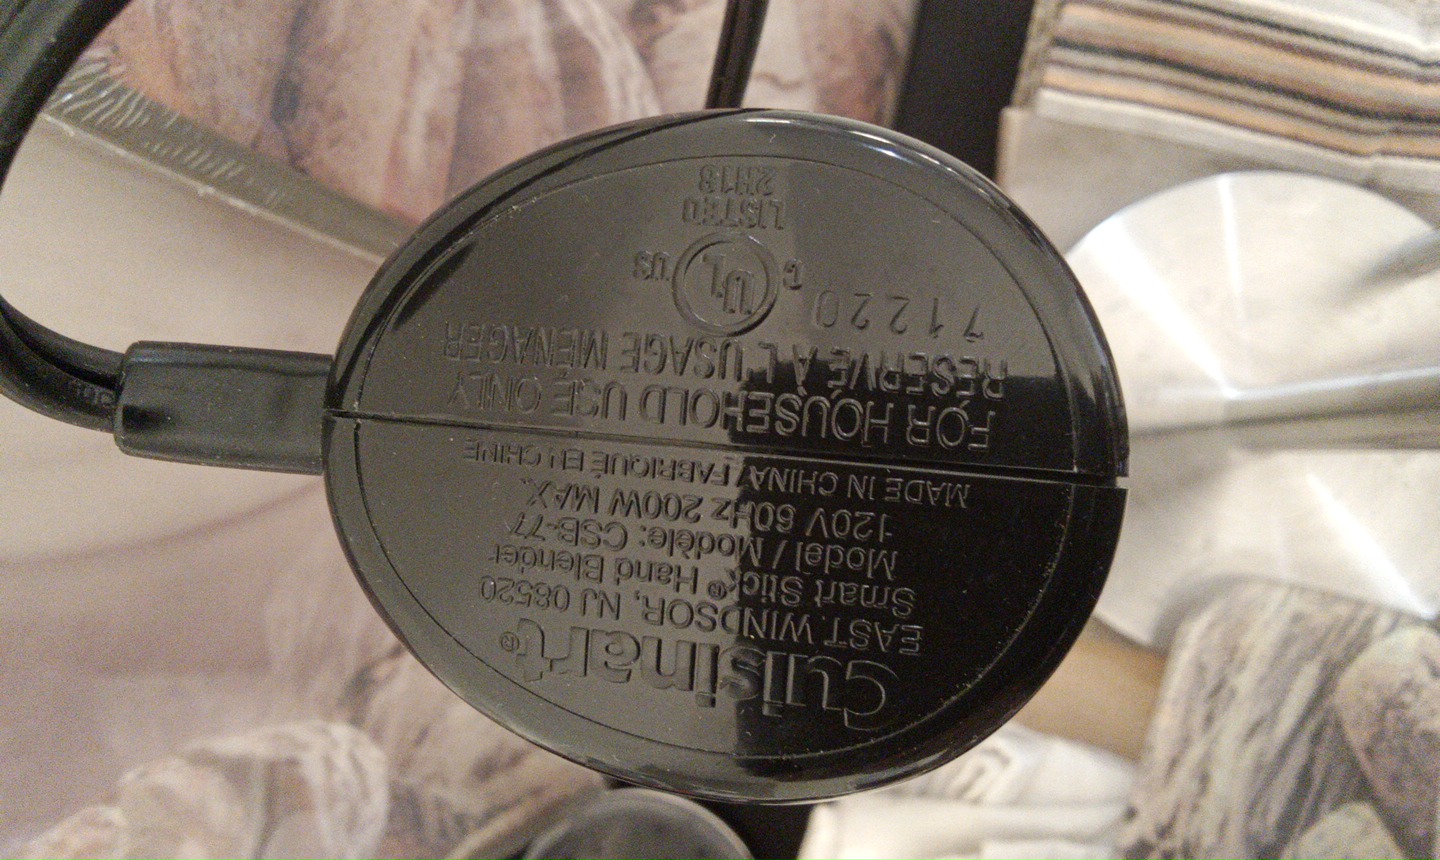 Cuisinart®
EAST WINDSOR, NJ 08520
Smart Stick® Hand Blender
Model / Modèle: CSB-77
120V 60Hz 200W MAX.
MADE IN CHINA / FABRIQUÉ EN CHINE
FOR HOUSEHOLD USE ONLY
RÉSERVÉ À L'USAGE MÉNAGER
71220
C UL US
LISTED
2H13